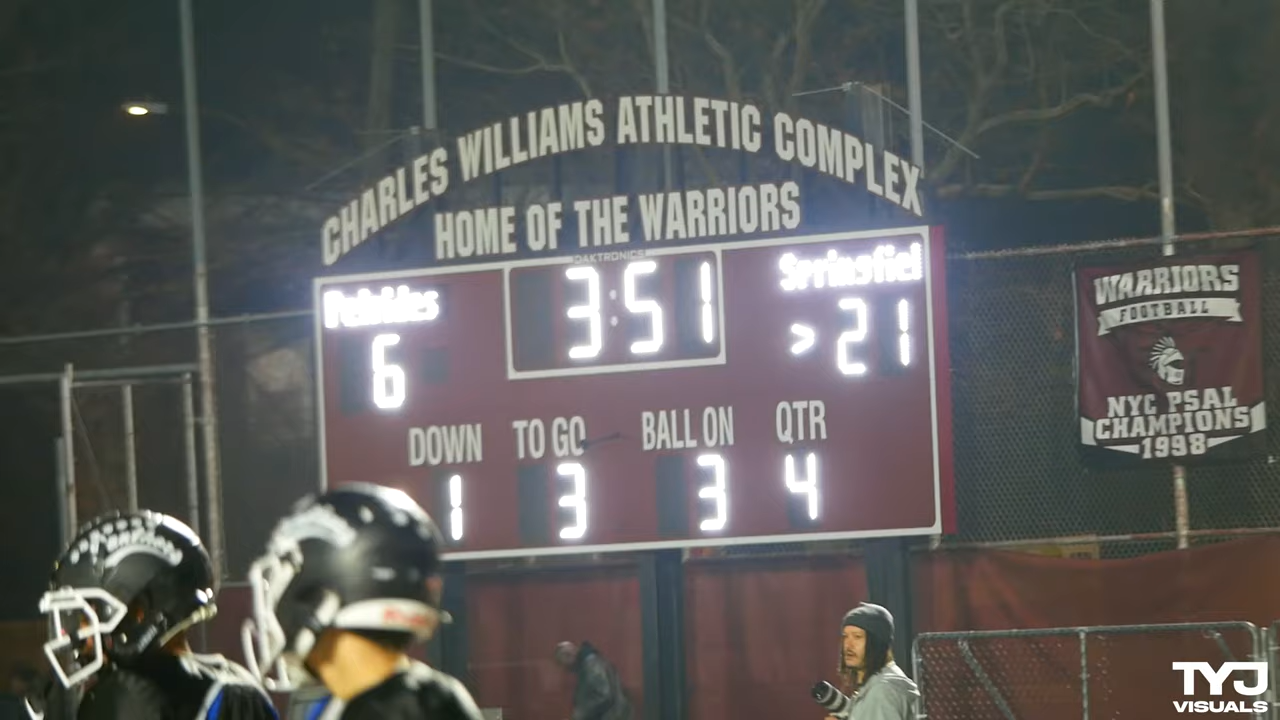 CHARLES WILLIAMS ATHLETIC COMPLEX
HOME OF THE WARRIORS
DAKTRONICS
3:51
Springfiel
6
> 21
DOWN TO GO BALL ON QTR
1 3 3 4
WARRIORS
FOOTBALL
NYC PSAL
CHAMPIONS
1998
TYJ
VISUALS